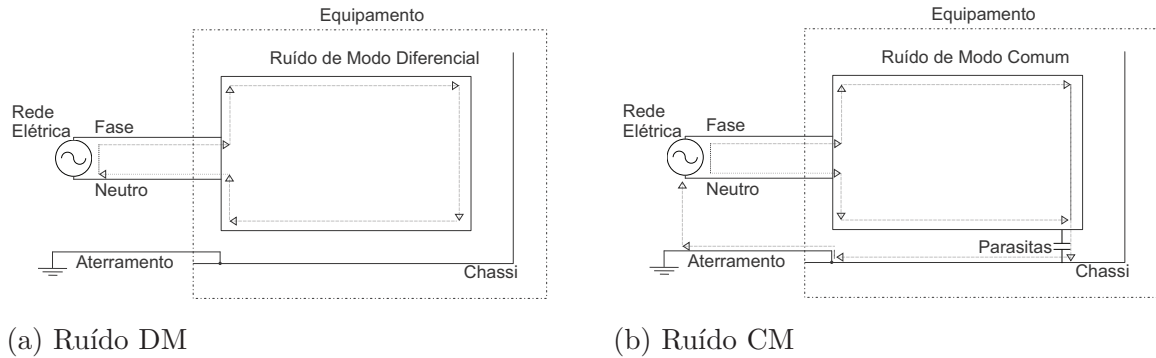 Equipamento
Ruído de Modo Diferencial
Rede
Elétrica
Fase
Neutro
Aterramento
Chassi
(a) Ruído DM
Equipamento
Ruído de Modo Comum
Rede
Elétrica
Fase
Neutro
Parasitas
Aterramento
Chassi
(b) Ruído CM